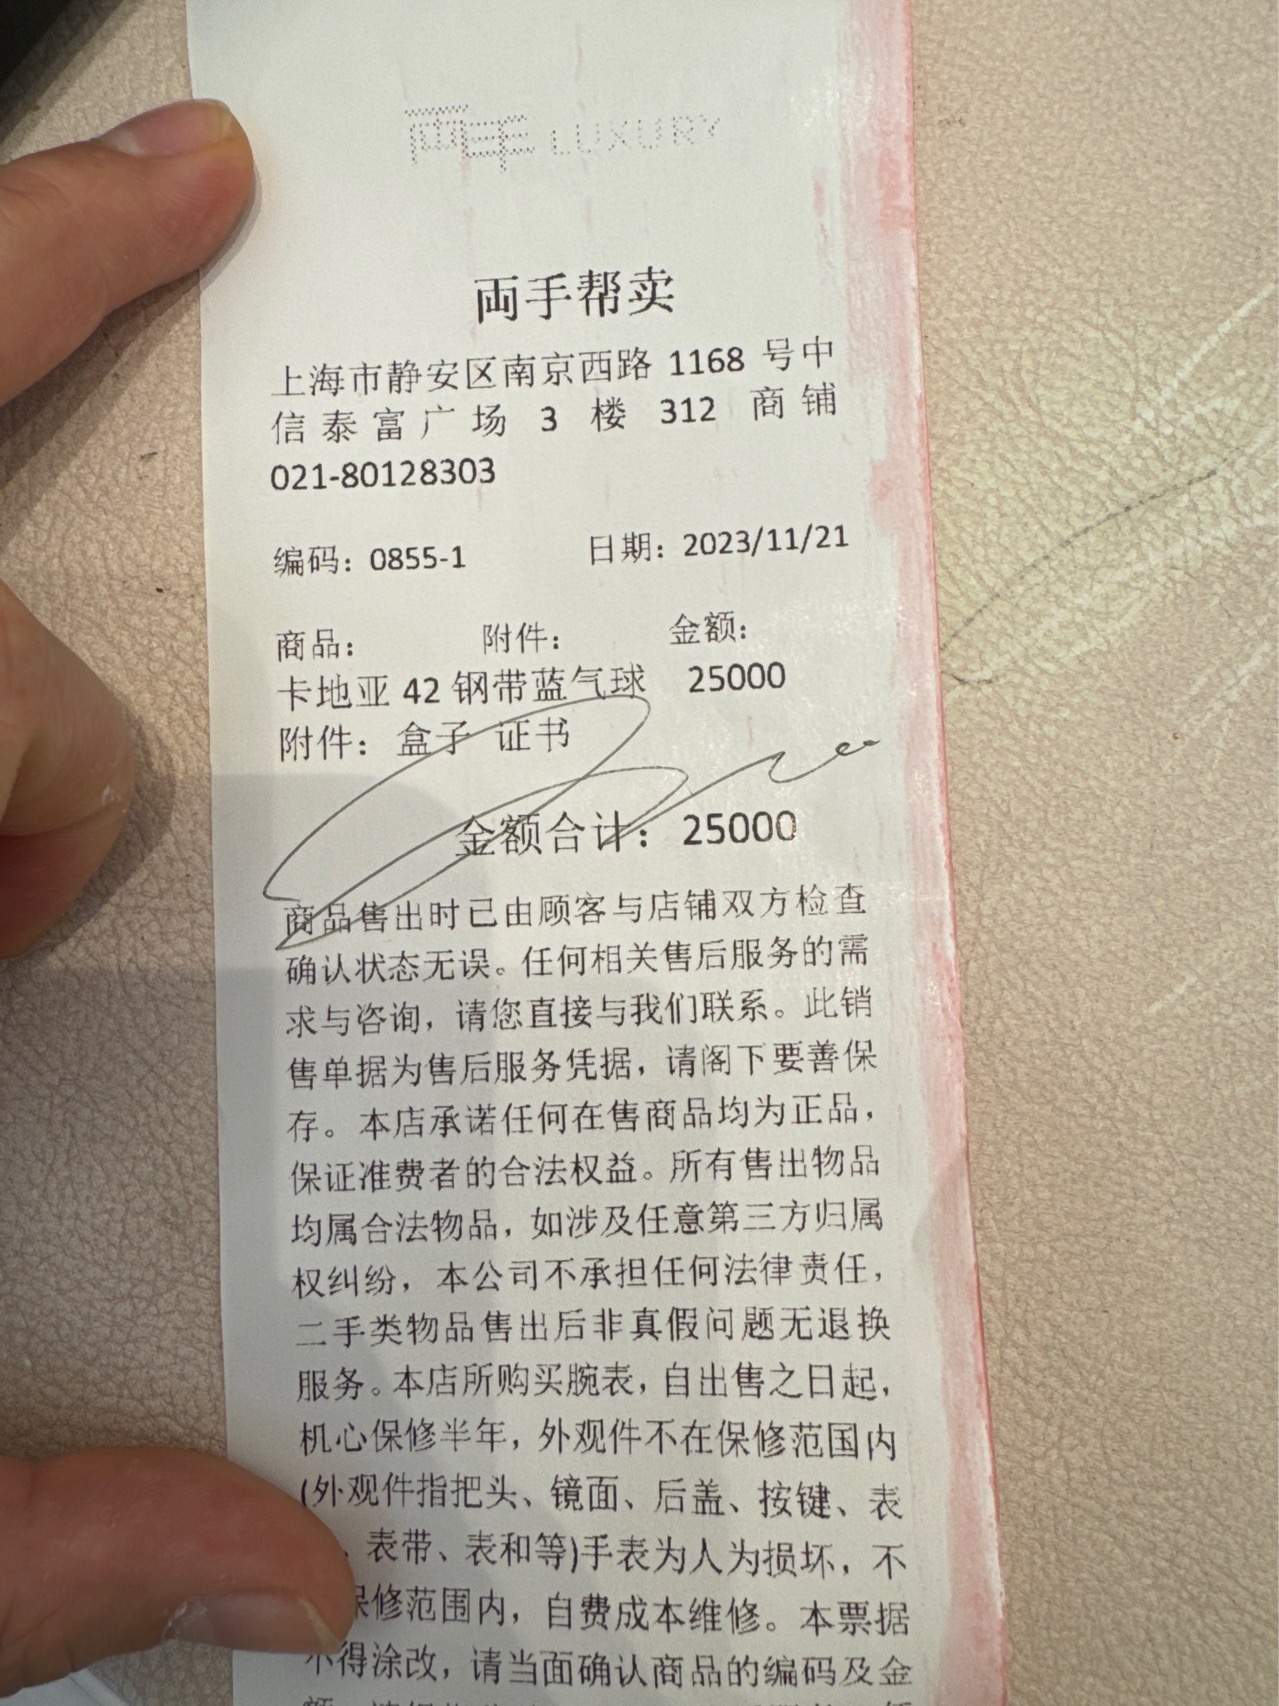 両手 LUXURY
両手帮卖
上海市静安区南京西路 1168 号中
信泰富广场 3 楼 312 商铺
021-80128303
编码：0855-1 日期：2023/11/21
商品： 附件： 金额：
卡地亚 42 钢带蓝气球 25000
附件：盒子 证书
金额合计：25000
商品售出时已由顾客与店铺双方检查
确认状态无误。任何相关售后服务的需
求与咨询，请您直接与我们联系。此销
售单据为售后服务凭据，请阁下要善保
存。本店承诺任何在售商品均为正品，
保证准费者的合法权益。所有售出物品
均属合法物品，如涉及任意第三方归属
权纠纷，本公司不承担任何法律责任，
二手类物品售出后非真假问题无退换
服务。本店所购买腕表，自出售之日起，
机心保修半年，外观件不在保修范围内
(外观件指把头、镜面、后盖、按键、表
、表带、表和等)手表为人为损坏，不
保修范围内，自费成本维修。本票据
不得涂改，请当面确认商品的编码及金